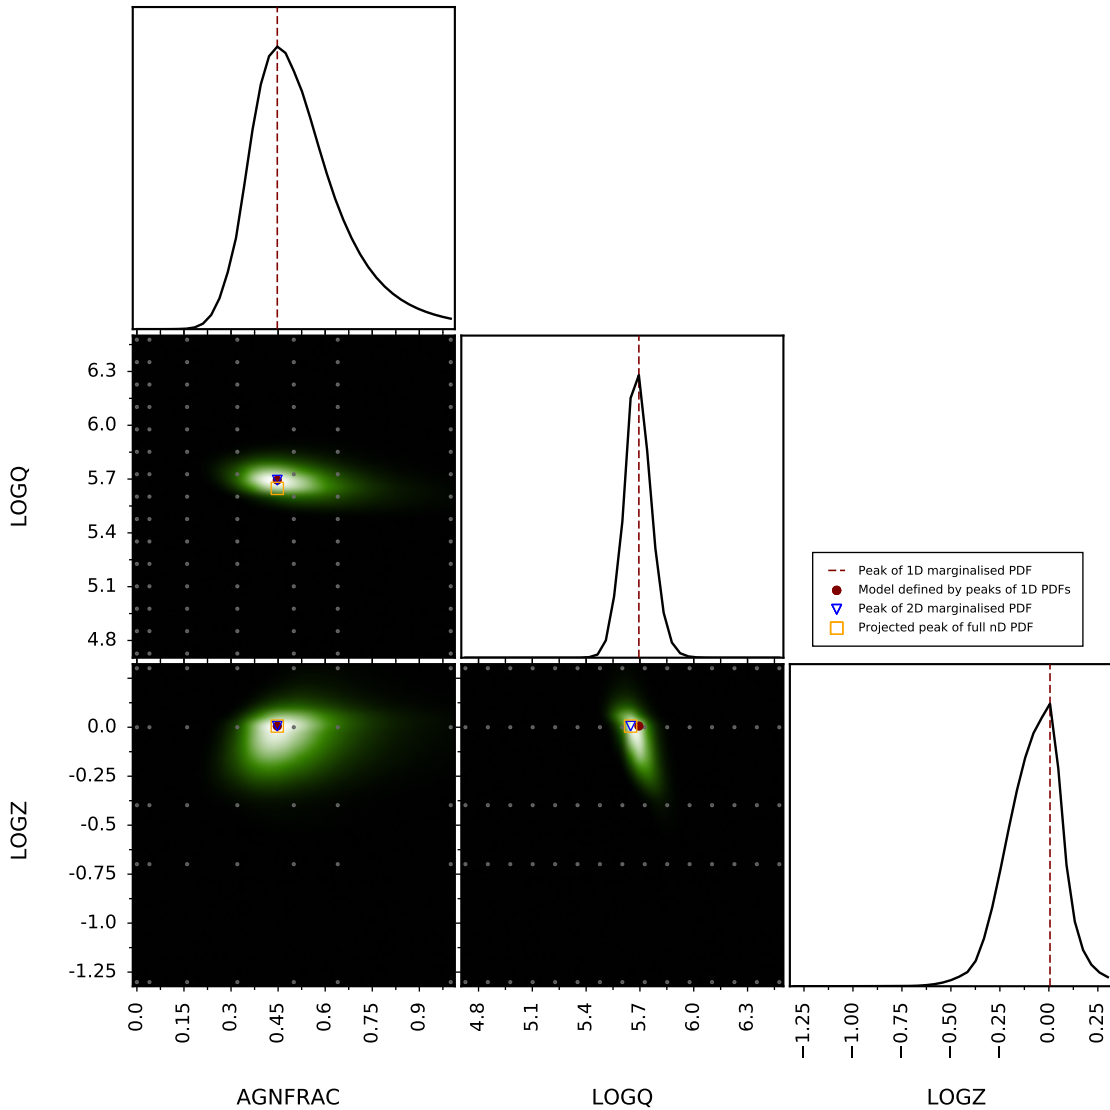 6.3
6.0
5.7
5.4
5.1
4.8
LOGQ
Peak of 1D marginalised PDF
Model defined by peaks of 1D PDFs
Peak of 2D marginalised PDF
Projected peak of full nD PDF
0.0
-0.25
-0.5
-0.75
-1.0
-1.25
LOGZ
0.0 0.15 0.3 0.45 0.6 0.75 0.9
4.8 5.1 5.4 5.7 6.0 6.3
−1.25 −1.00 −0.75 −0.50 −0.25 0.00 0.25
AGNFRAC LOGQ LOGZ